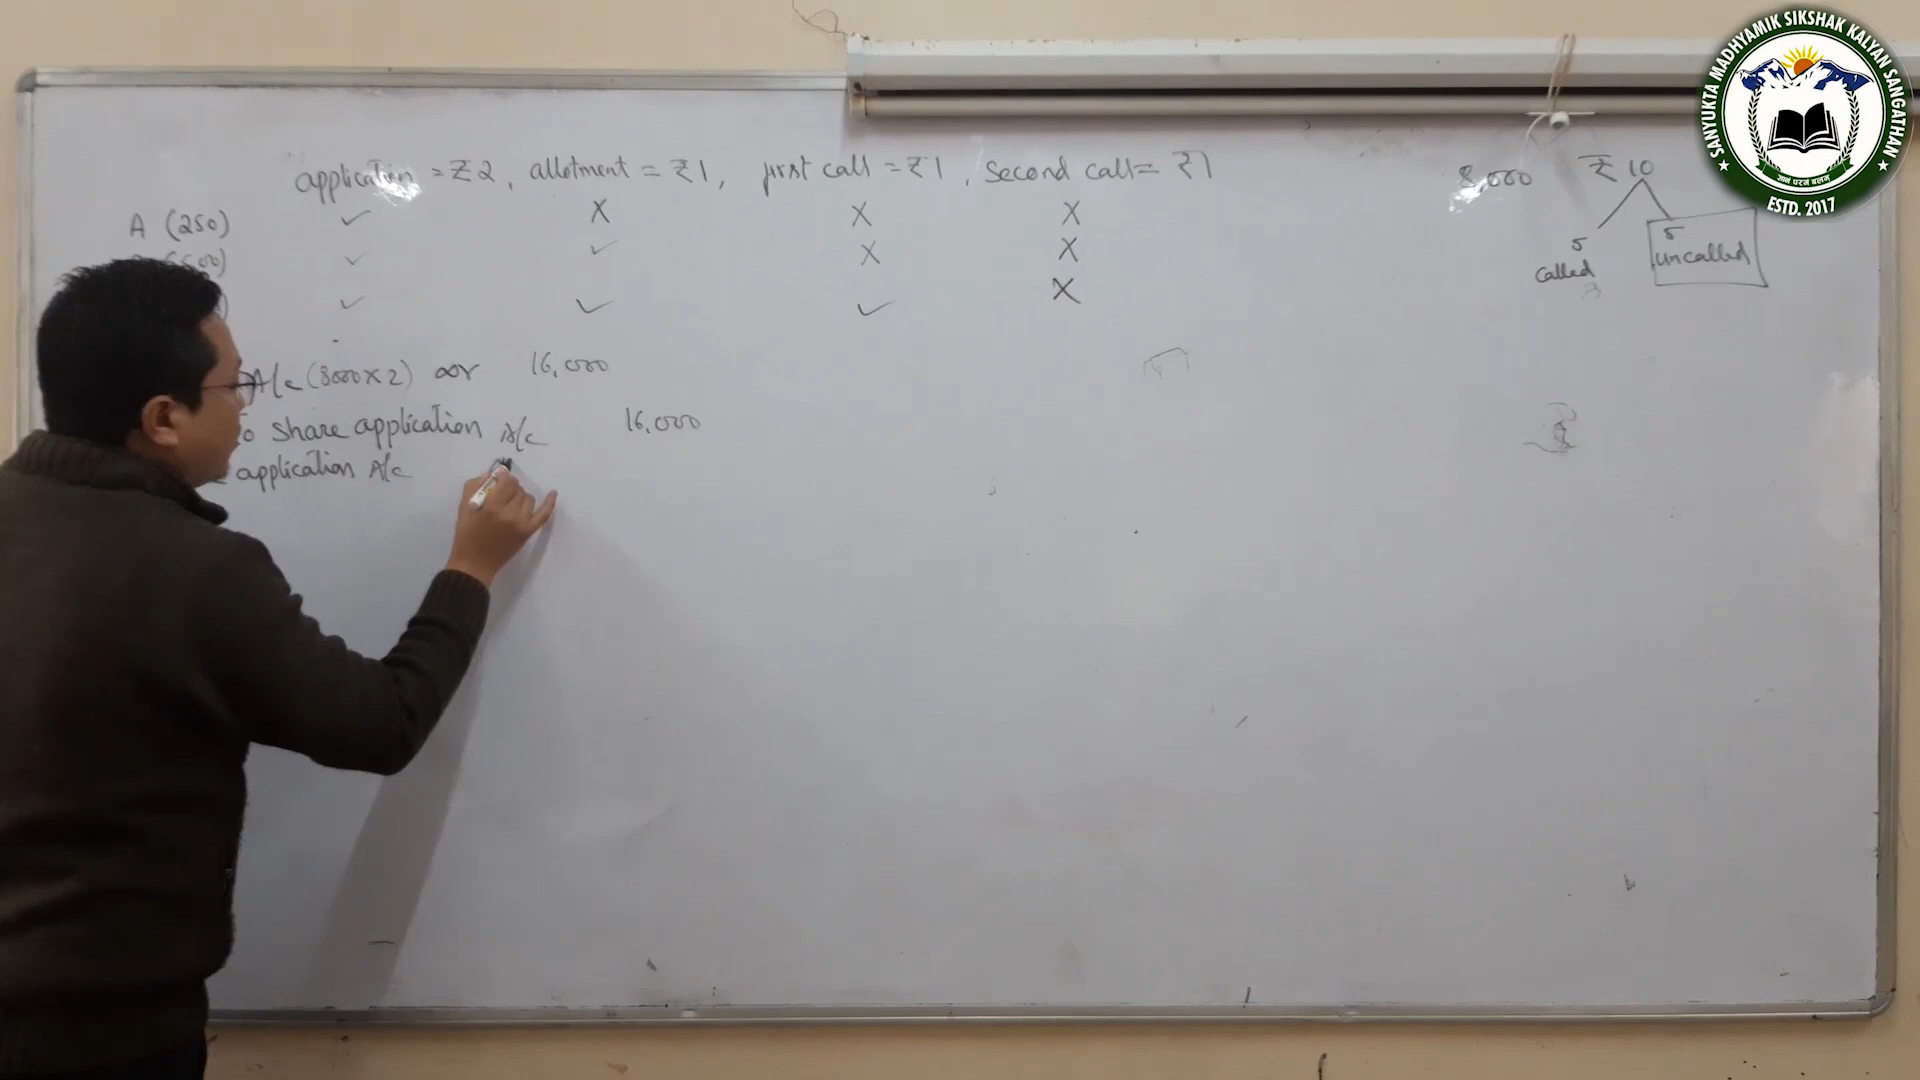 application = ₹2, allotment = ₹1, first call = ₹1, second call = ₹1
8,000 ₹10
A (250) ✓ X X X
500) ✓ ✓ X X
) ✓ ✓ ✓ X
5
called
5
uncalled
A/c (8000×2) 16,000
To Share application A/c 16,000
application A/c
SANYUKTA MADHYAMIK SIKSHAK KALYAN SANGATHAN
ESTD. 2017